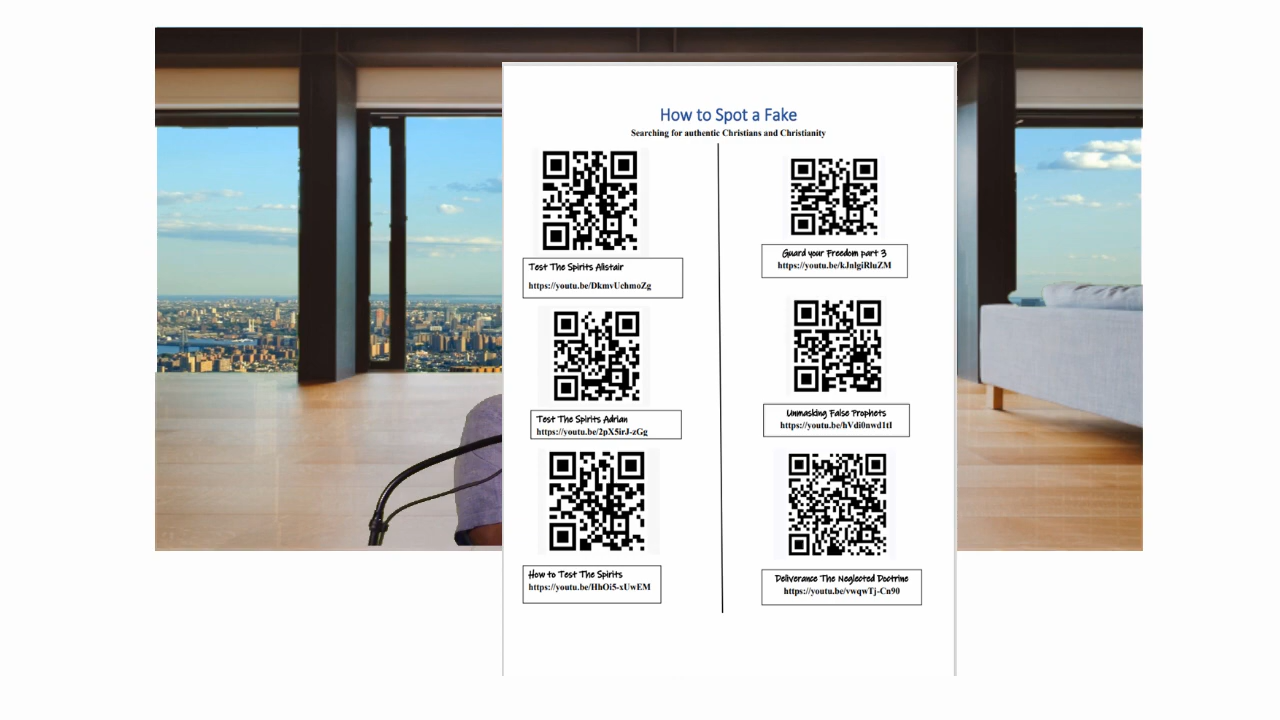 How to Spot a Fake
Searching for authentic Christians and Christianity
Test The Spirits Alistair
https://youtu.be/DkmvUchmoZg
Test The Spirits Adrian
https://youtu.be/2pX5irJ-zGg
How to Test The Spirits
https://youtu.be/HhOi5-xUwEM
Guard your Freedom part 3
https://youtu.be/kJnlgiRluZM
Unmasking False Prophets
https://youtu.be/hVdi0nwd1tI
Deliverance The Neglected Doctrine
https://youtu.be/vwqwTj-Cn90